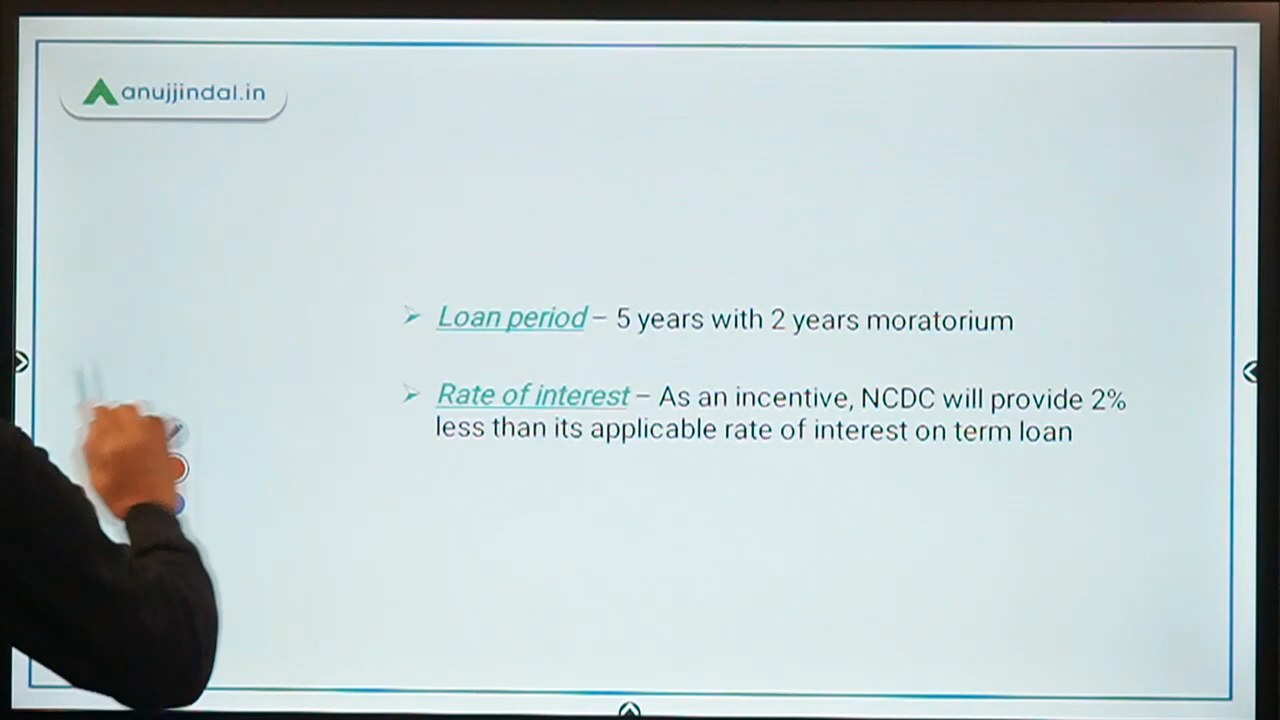 anujjindal.in
Loan period – 5 years with 2 years moratorium
Rate of interest – As an incentive, NCDC will provide 2%
less than its applicable rate of interest on term loan